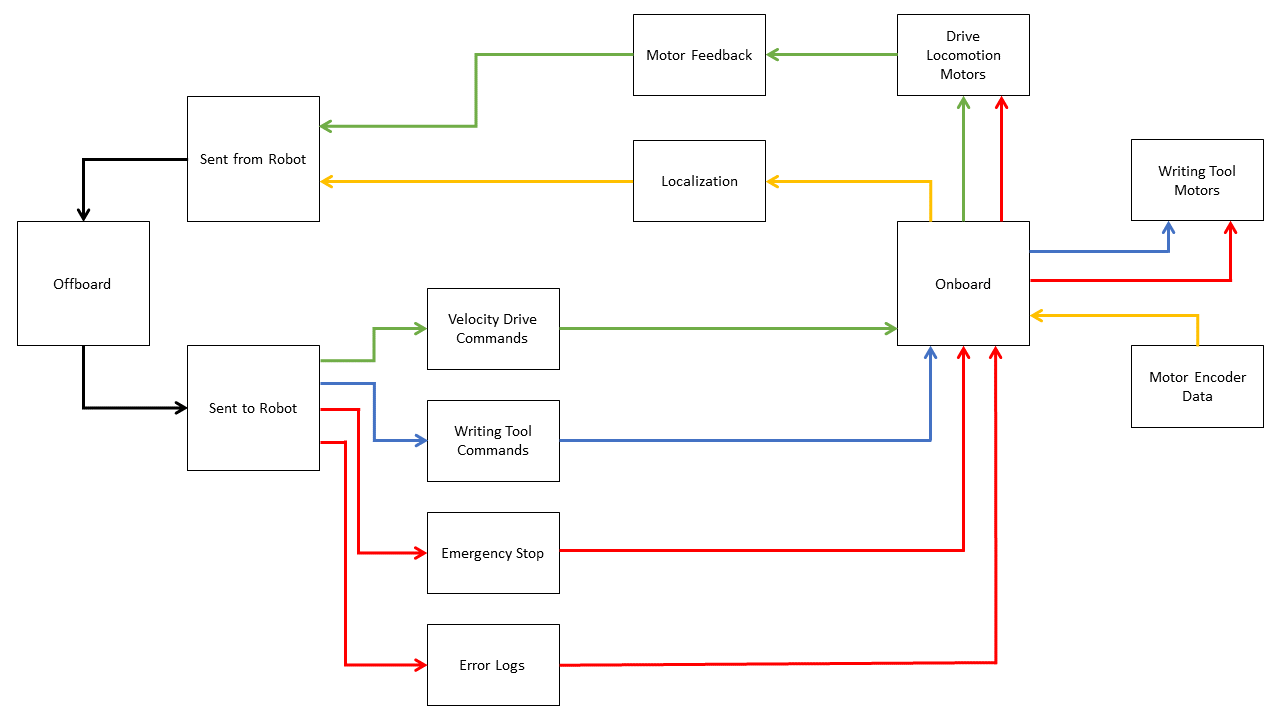 Motor Feedback
Drive
Locomotion
Motors
Sent from Robot
Localization
Writing Tool
Motors
Offboard
Onboard
Velocity Drive
Commands
Motor Encoder
Data
Sent to Robot
Writing Tool
Commands
Emergency Stop
Error Logs